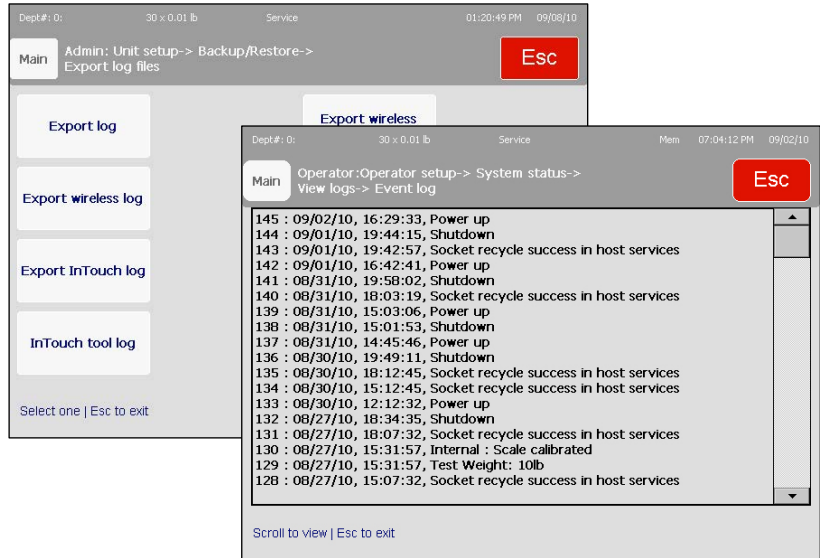 Dept#: 0: 30 x 0.01 lb Service 01:20:49 PM 09/08/10
Main
Admin: Unit setup-> Backup/Restore->
Export log files
Esc
Export log
Export wireless
Export wireless log
Export InTouch log
InTouch tool log
Select one | Esc to exit
Dept#: 0: 30 x 0.01 lb Service Mem 07:04:12 PM 09/02/10
Main
Operator:Operator setup-> System status->
View logs-> Event log
Esc
145 : 09/02/10, 16:29:33, Power up
144 : 09/01/10, 19:44:15, Shutdown
143 : 09/01/10, 19:42:57, Socket recycle success in host services
142 : 09/01/10, 16:42:41, Power up
141 : 08/31/10, 19:58:02, Shutdown
140 : 08/31/10, 18:03:19, Socket recycle success in host services
139 : 08/31/10, 15:03:06, Power up
138 : 08/31/10, 15:01:53, Shutdown
137 : 08/31/10, 14:45:46, Power up
136 : 08/30/10, 19:49:11, Shutdown
135 : 08/30/10, 18:12:45, Socket recycle success in host services
134 : 08/30/10, 15:12:45, Socket recycle success in host services
133 : 08/30/10, 12:12:32, Power up
132 : 08/27/10, 18:34:35, Shutdown
131 : 08/27/10, 18:07:32, Socket recycle success in host services
130 : 08/27/10, 15:31:57, Internal : Scale calibrated
129 : 08/27/10, 15:31:57, Test Weight: 10lb
128 : 08/27/10, 15:07:32, Socket recycle success in host services
Scroll to view | Esc to exit